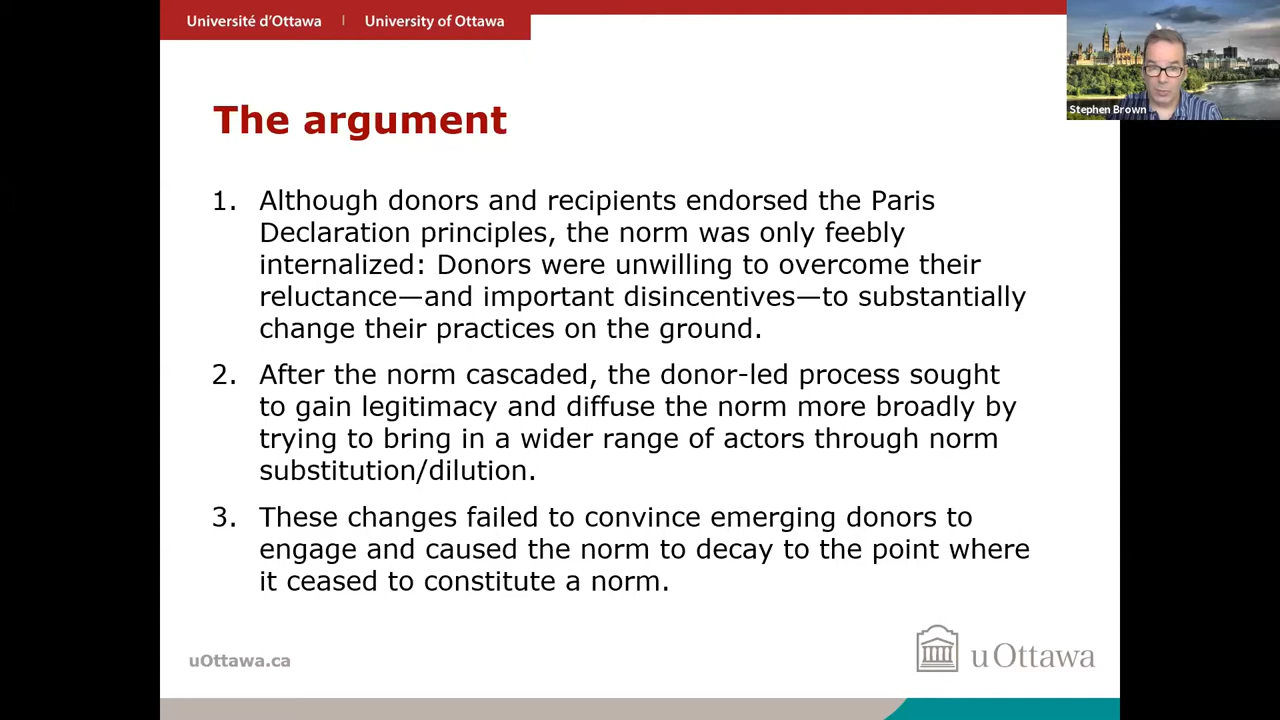 Université d'Ottawa | University of Ottawa
Stephen Brown
The argument
1. Although donors and recipients endorsed the Paris
Declaration principles, the norm was only feebly
internalized: Donors were unwilling to overcome their
reluctance—and important disincentives—to substantially
change their practices on the ground.
2. After the norm cascaded, the donor-led process sought
to gain legitimacy and diffuse the norm more broadly by
trying to bring in a wider range of actors through norm
substitution/dilution.
3. These changes failed to convince emerging donors to
engage and caused the norm to decay to the point where
it ceased to constitute a norm.
uOttawa.ca
uOttawa